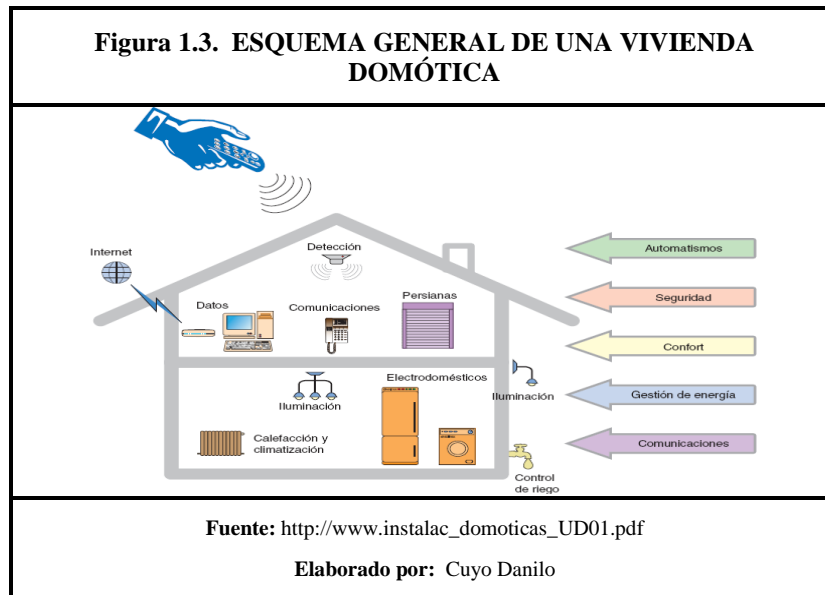 Figura 1.3. ESQUEMA GENERAL DE UNA VIVIENDA
DOMÓTICA
Internet
Detección
Datos
Comunicaciones
Persianas
Iluminación
Electrodomésticos
Iluminación
Calefacción y
climatización
Control
de riego
Automatismos
Seguridad
Confort
Gestión de energía
Comunicaciones
Fuente: http://www.instalac_domoticas_UD01.pdf
Elaborado por: Cuyo Danilo